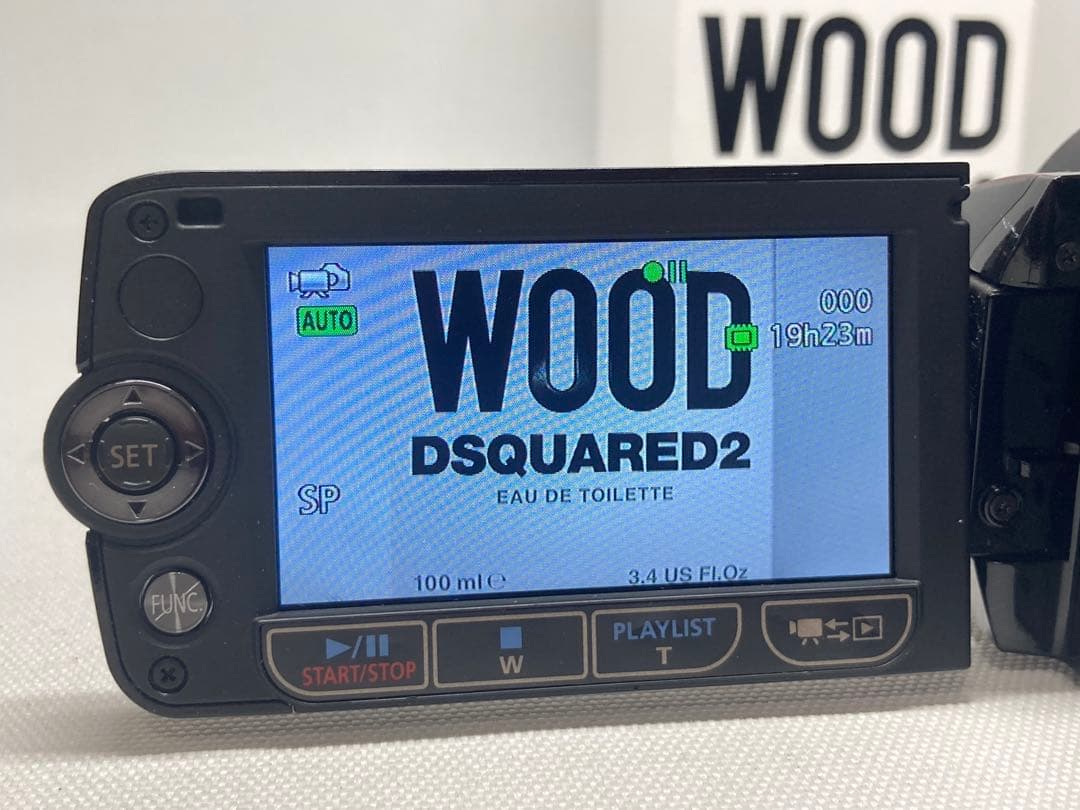 WOOD
AUTO
000
19h23m
WOOD
DSQUARED2
EAU DE TOILETTE
SP
100 ml ℮
3.4 US Fl.Oz
SET
FUNC.
START/STOP
W
PLAYLIST
T